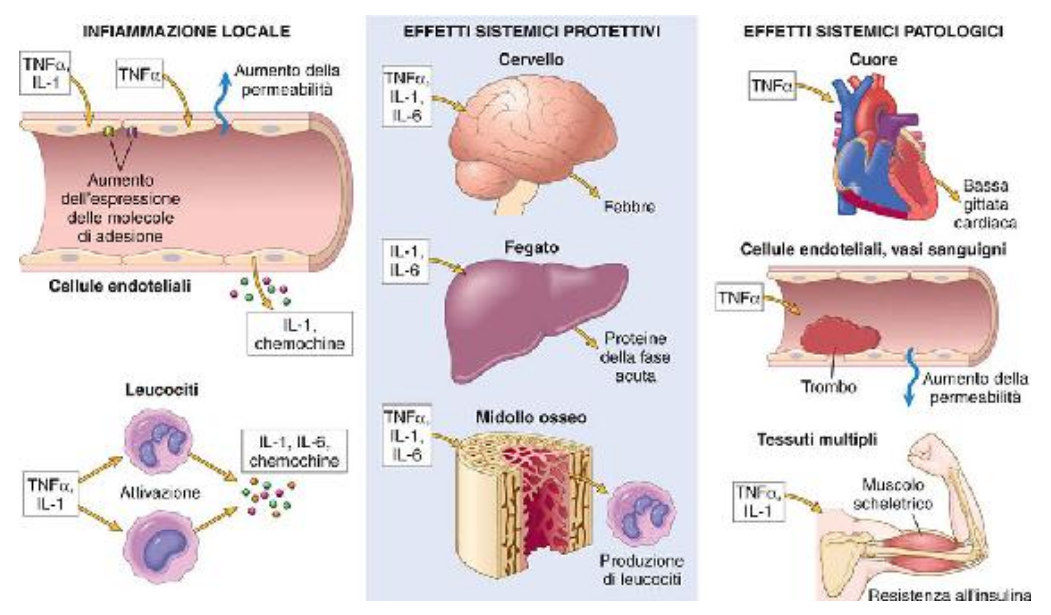 INFIAMMAZIONE LOCALE
TNFα,
IL-1
TNFα
Aumento della
permeabilità
Aumento
dell'espressione
delle molecole
di adesione
Cellule endoteliali
IL-1,
chemochine
Leucociti
TNFα,
IL-1
Attivazione
IL-1, IL-6,
chemochine
EFFETTI SISTEMICI PROTETTIVI
Cervello
TNFα,
IL-1,
IL-6
Febbre
Fegato
IL-1,
IL-6
Proteine
della fase
acuta
Midollo osseo
TNFα,
IL-1,
IL-6
Produzione
di leucociti
EFFETTI SISTEMICI PATOLOGICI
Cuore
TNFα
Bassa
gittata
cardiaca
Cellule endoteliali, vasi sanguigni
TNFα
Trombo
Aumento della
permeabilità
Tessuti multipli
TNFα,
IL-1
Muscolo
scheletrico
Resistenza all'insulina